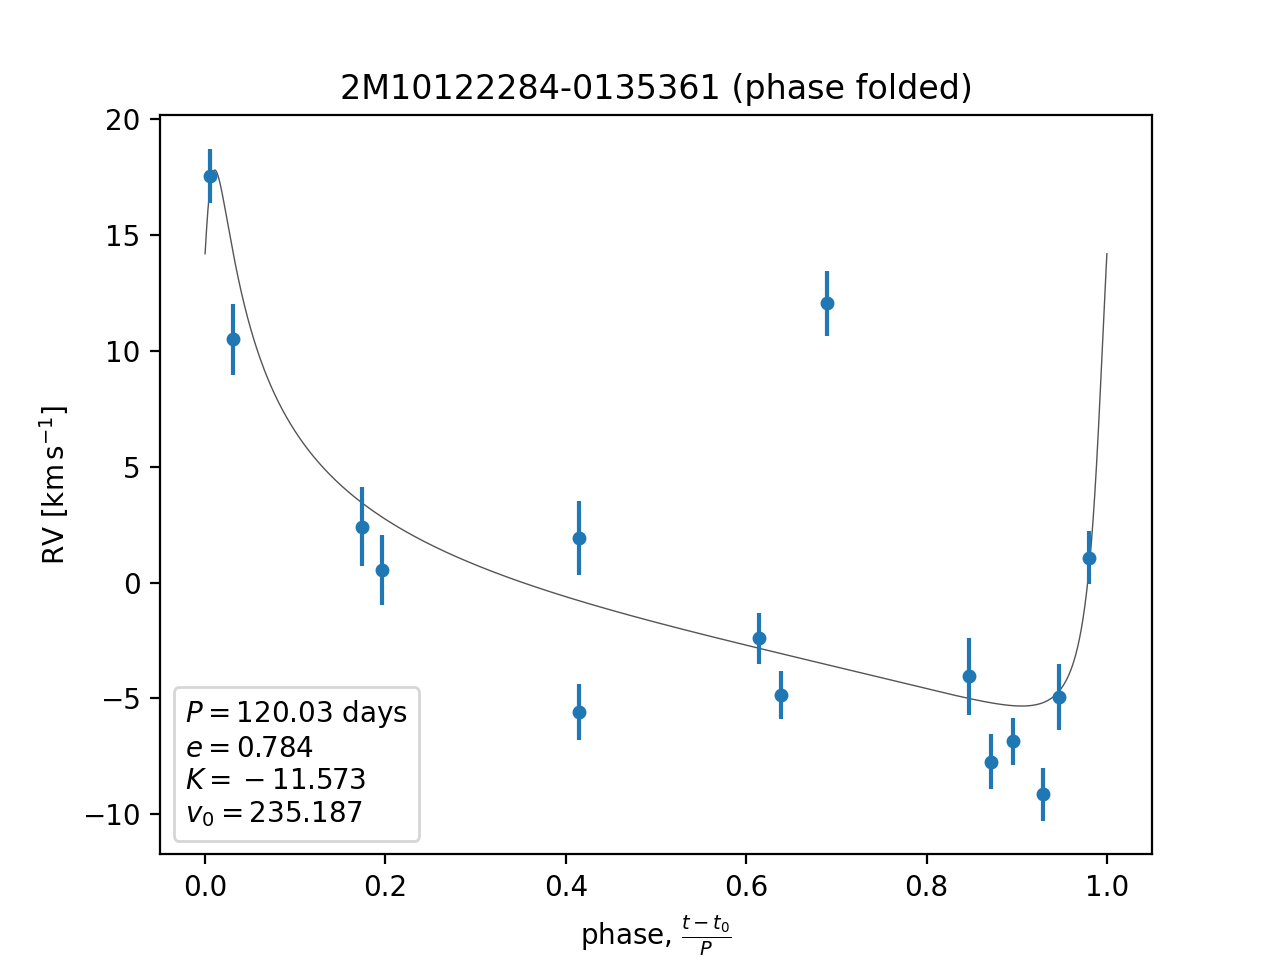 2M10122284-0135361 (phase folded)
20
15
10
5
0
−5
−10
RV [km s⁻¹]
P = 120.03 days
e = 0.784
K = −11.573
v₀ = 235.187
0.0 0.2 0.4 0.6 0.8 1.0
phase, (t − t₀)/P